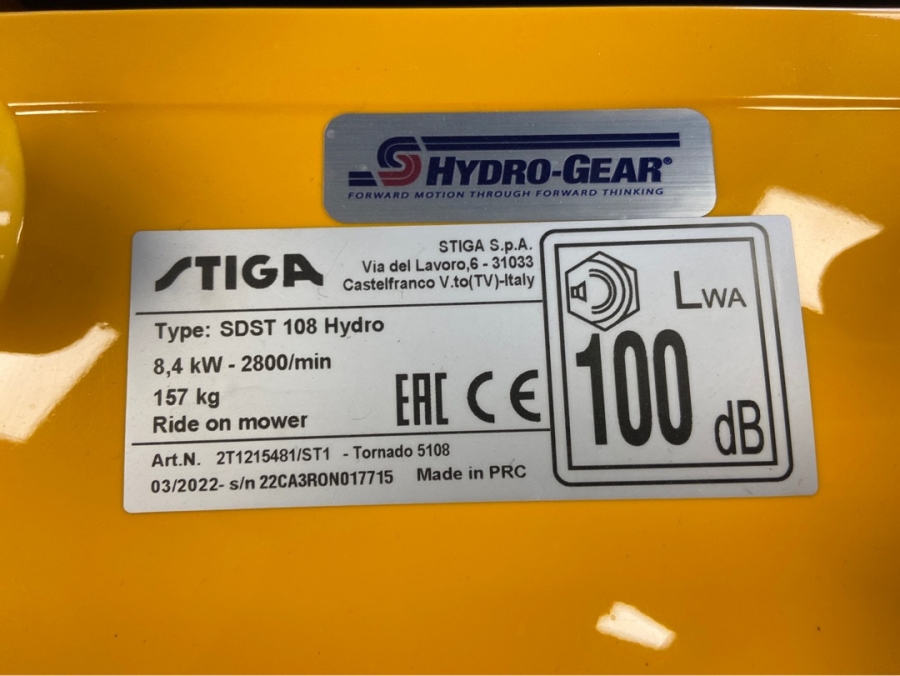 HYDRO-GEAR®
FORWARD MOTION THROUGH FORWARD THINKING
STIGA
STIGA S.p.A.
Via del Lavoro,6 - 31033
Castelfranco V.to(TV)-Italy
Type: SDST 108 Hydro
8,4 kW - 2800/min
157 kg
Ride on mower
EAC CE
Art.N. 2T1215481/ST1 - Tornado 5108
03/2022- s/n 22CA3RON017715 Made in PRC
LWA
100
dB